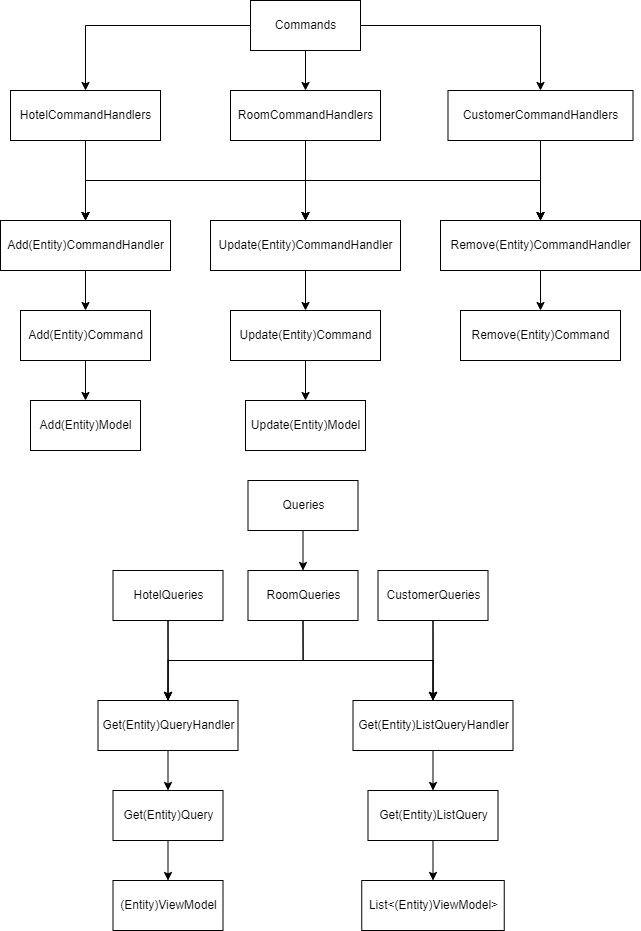 Commands
HotelCommandHandlers
RoomCommandHandlers
CustomerCommandHandlers
Add(Entity)CommandHandler
Update(Entity)CommandHandler
Remove(Entity)CommandHandler
Add(Entity)Command
Update(Entity)Command
Remove(Entity)Command
Add(Entity)Model
Update(Entity)Model
Queries
HotelQueries
RoomQueries
CustomerQueries
Get(Entity)QueryHandler
Get(Entity)ListQueryHandler
Get(Entity)Query
Get(Entity)ListQuery
(Entity)ViewModel
List<(Entity)ViewModel>